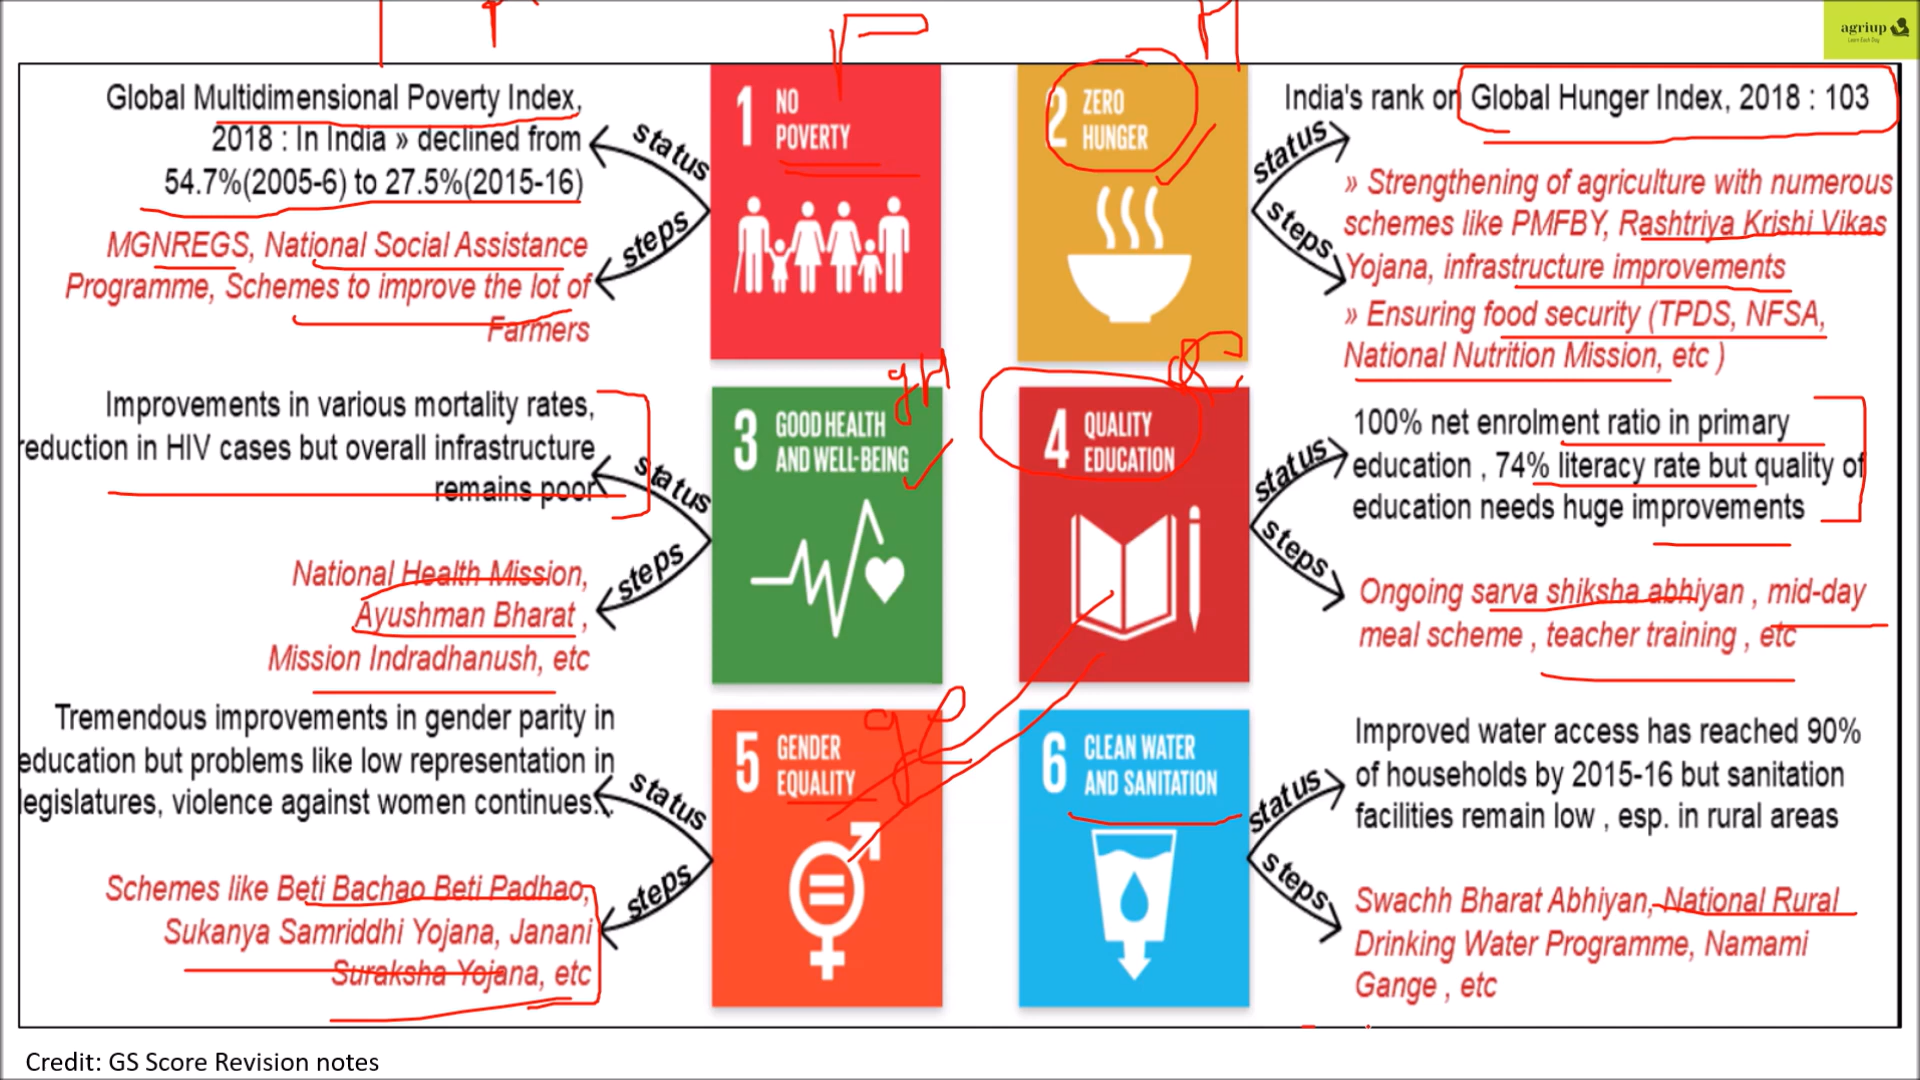 agriup
Learn Each Day
Global Multidimensional Poverty Index,
2018 : In India » declined from
54.7%(2005-6) to 27.5%(2015-16)
status
steps
MGNREGS, National Social Assistance
Programme, Schemes to improve the lot of
Farmers
1 NO
POVERTY
2 ZERO
HUNGER
India's rank on Global Hunger Index, 2018 : 103
status
steps
» Strengthening of agriculture with numerous
schemes like PMFBY, Rashtriya Krishi Vikas
Yojana, infrastructure improvements
» Ensuring food security (TPDS, NFSA,
National Nutrition Mission, etc )
Improvements in various mortality rates,
reduction in HIV cases but overall infrastructure
remains poor
status
steps
National Health Mission,
Ayushman Bharat ,
Mission Indradhanush, etc
3 GOOD HEALTH
AND WELL-BEING
4 QUALITY
EDUCATION
100% net enrolment ratio in primary
education , 74% literacy rate but quality of
education needs huge improvements
status
steps
Ongoing sarva shiksha abhiyan , mid-day
meal scheme , teacher training , etc
Tremendous improvements in gender parity in
education but problems like low representation in
legislatures, violence against women continues..
status
steps
Schemes like Beti Bachao Beti Padhao,
Sukanya Samriddhi Yojana, Janani
Suraksha Yojana, etc
5 GENDER
EQUALITY
6 CLEAN WATER
AND SANITATION
Improved water access has reached 90%
of households by 2015-16 but sanitation
facilities remain low , esp. in rural areas
status
steps
Swachh Bharat Abhiyan, National Rural
Drinking Water Programme, Namami
Gange , etc
Credit: GS Score Revision notes